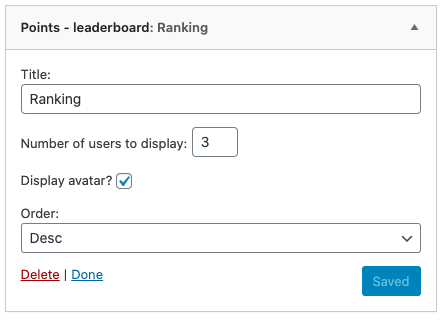 Points - leaderboard: Ranking
Title:
Ranking
Number of users to display: 3
Display avatar?
Order:
Desc
Delete | Done
Saved